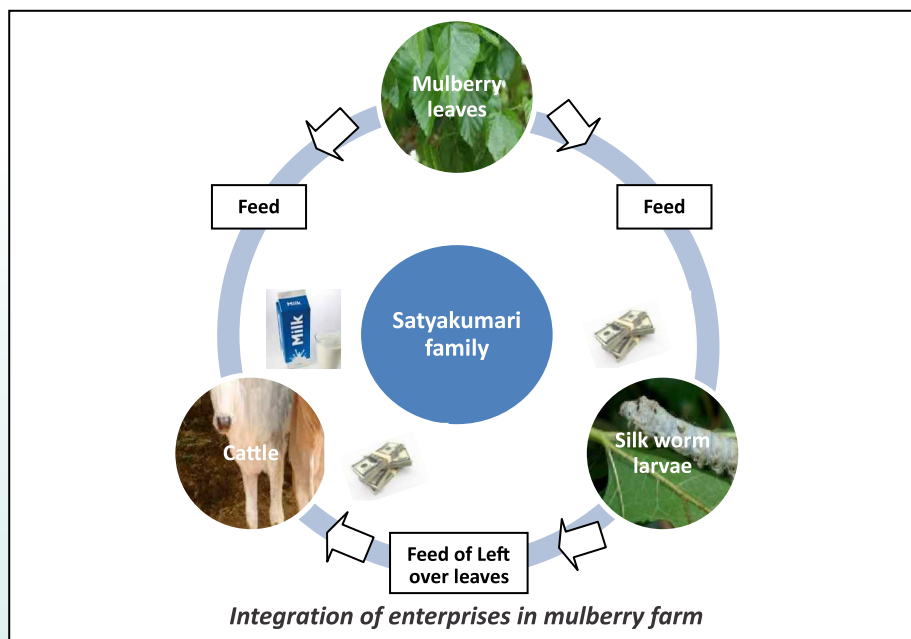 Mulberry
leaves
Feed
Feed
Milk
Milk
Satyakumari
family
Cattle
Silk worm
larvae
Feed of Left
over leaves
Integration of enterprises in mulberry farm